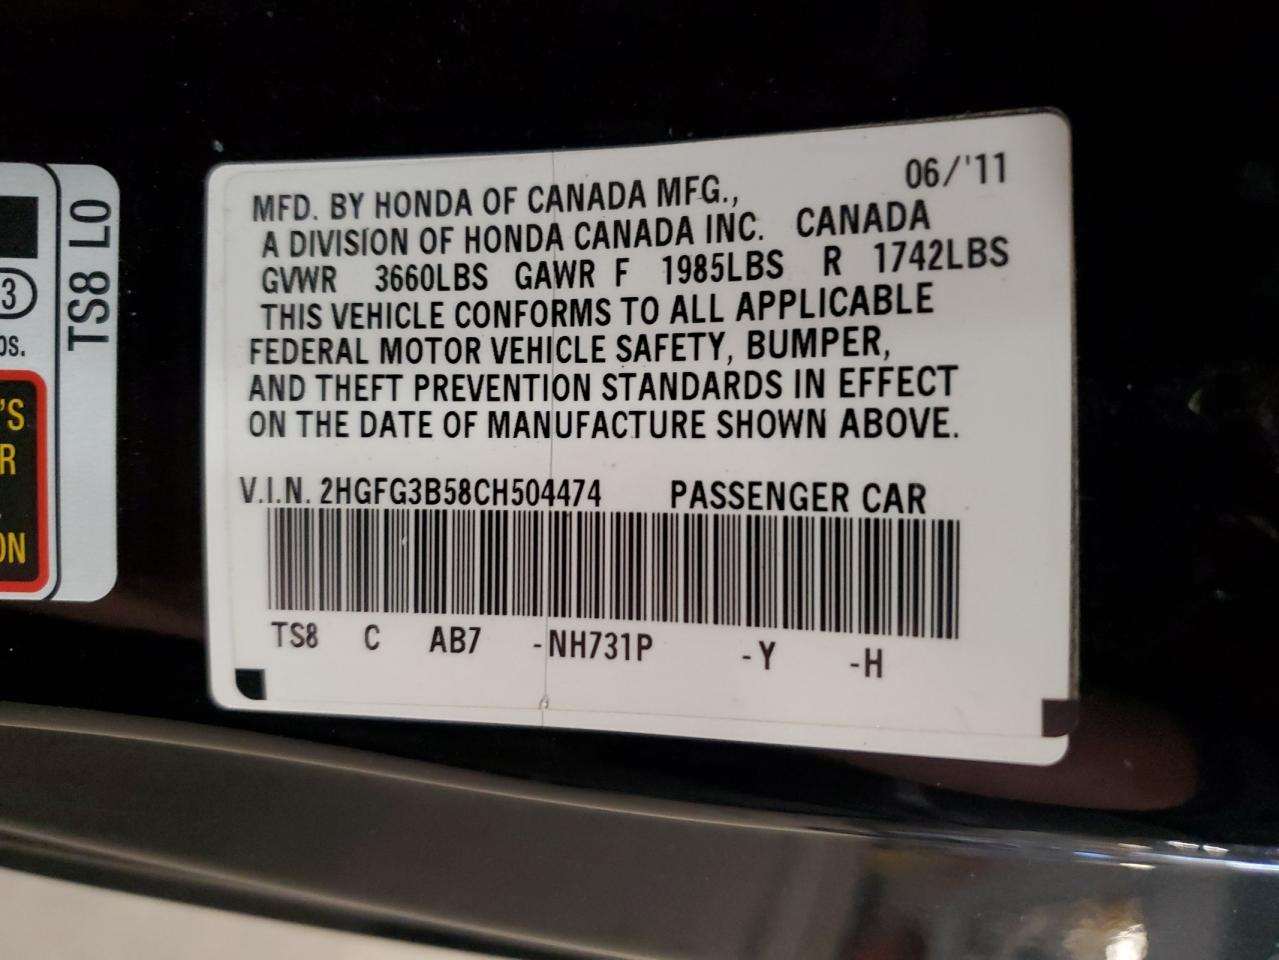 06/'11
MFD. BY HONDA OF CANADA MFG.,
A DIVISION OF HONDA CANADA INC. CANADA
GVWR 3660LBS GAWR F 1985LBS R 1742LBS
THIS VEHICLE CONFORMS TO ALL APPLICABLE
FEDERAL MOTOR VEHICLE SAFETY, BUMPER,
AND THEFT PREVENTION STANDARDS IN EFFECT
ON THE DATE OF MANUFACTURE SHOWN ABOVE.
V.I.N. 2HGFG3B58CH504474 PASSENGER CAR
TS8 C AB7 -NH731P -Y -H
TS8 L0
3